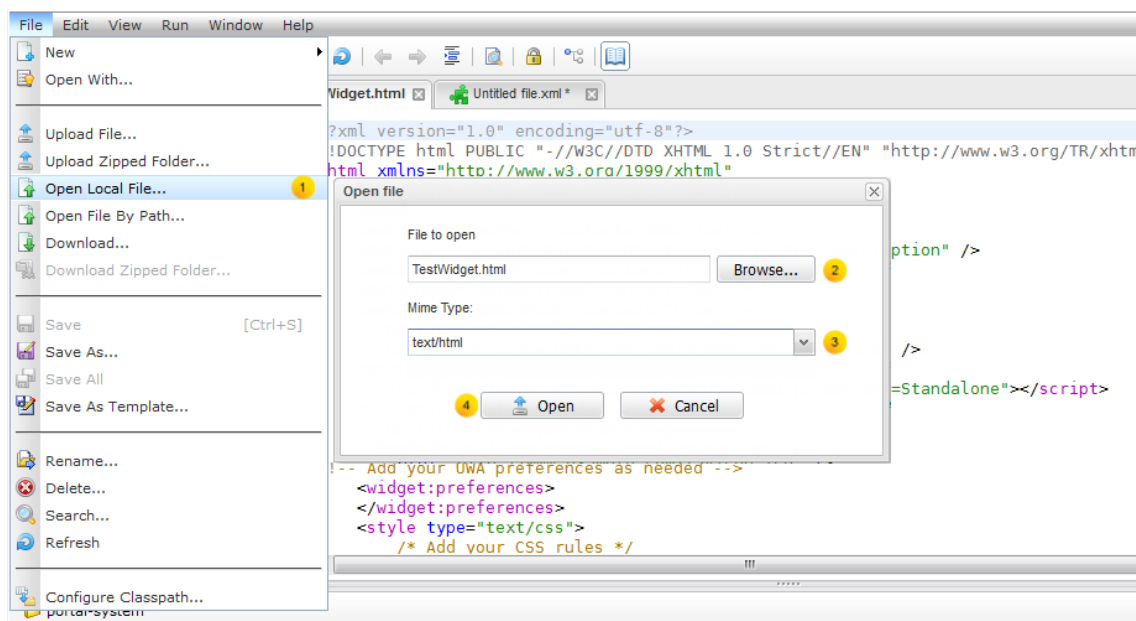 File Edit View Run Window Help
New
Open With...
Upload File...
Upload Zipped Folder...
Open Local File... 1
Open File By Path...
Download...
Download Zipped Folder...
Save [Ctrl+S]
Save As...
Save All
Save As Template...
Rename...
Delete...
Search...
Refresh
Configure Classpath...
portal-system
Widget.html Untitled file.xml *
?xml version="1.0" encoding="utf-8"?>
!DOCTYPE html PUBLIC "-//W3C//DTD XHTML 1.0 Strict//EN" "http://www.w3.org/TR/xhtm
html xmlns="http://www.w3.org/1999/xhtml"
Open file
File to open
TestWidget.html Browse... 2
Mime Type:
text/html 3
4 Open Cancel
ption" />
/>
=Standalone"></script>
!-- Add your UWA preferences as needed -->
<widget:preferences>
</widget:preferences>
<style type="text/css">
/* Add your CSS rules */